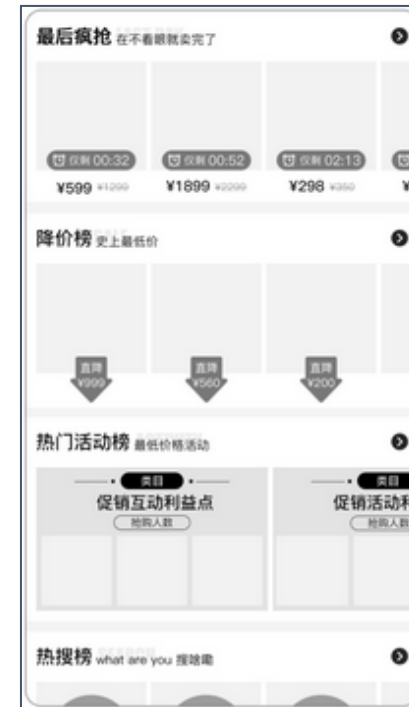 最后疯抢 在不看眼就卖完了
仅剩 00:32 仅剩 00:52 仅剩 02:13
¥599 ¥1299 ¥1899 ¥2299 ¥298 ¥350
降价榜 史上最低价
直降 直降 直降
¥999 ¥560 ¥200
热门活动榜 最低价格活动
类目 类目
促销互动利益点 促销活动利
抢购人数 抢购人数
热搜榜 what are you 搜啥嘞